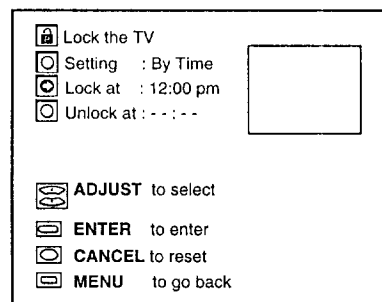 Lock the TV
Setting : By Time
Lock at : 12:00 pm
Unlock at : - - : - -
ADJUST to select
ENTER to enter
CANCEL to reset
MENU to go back